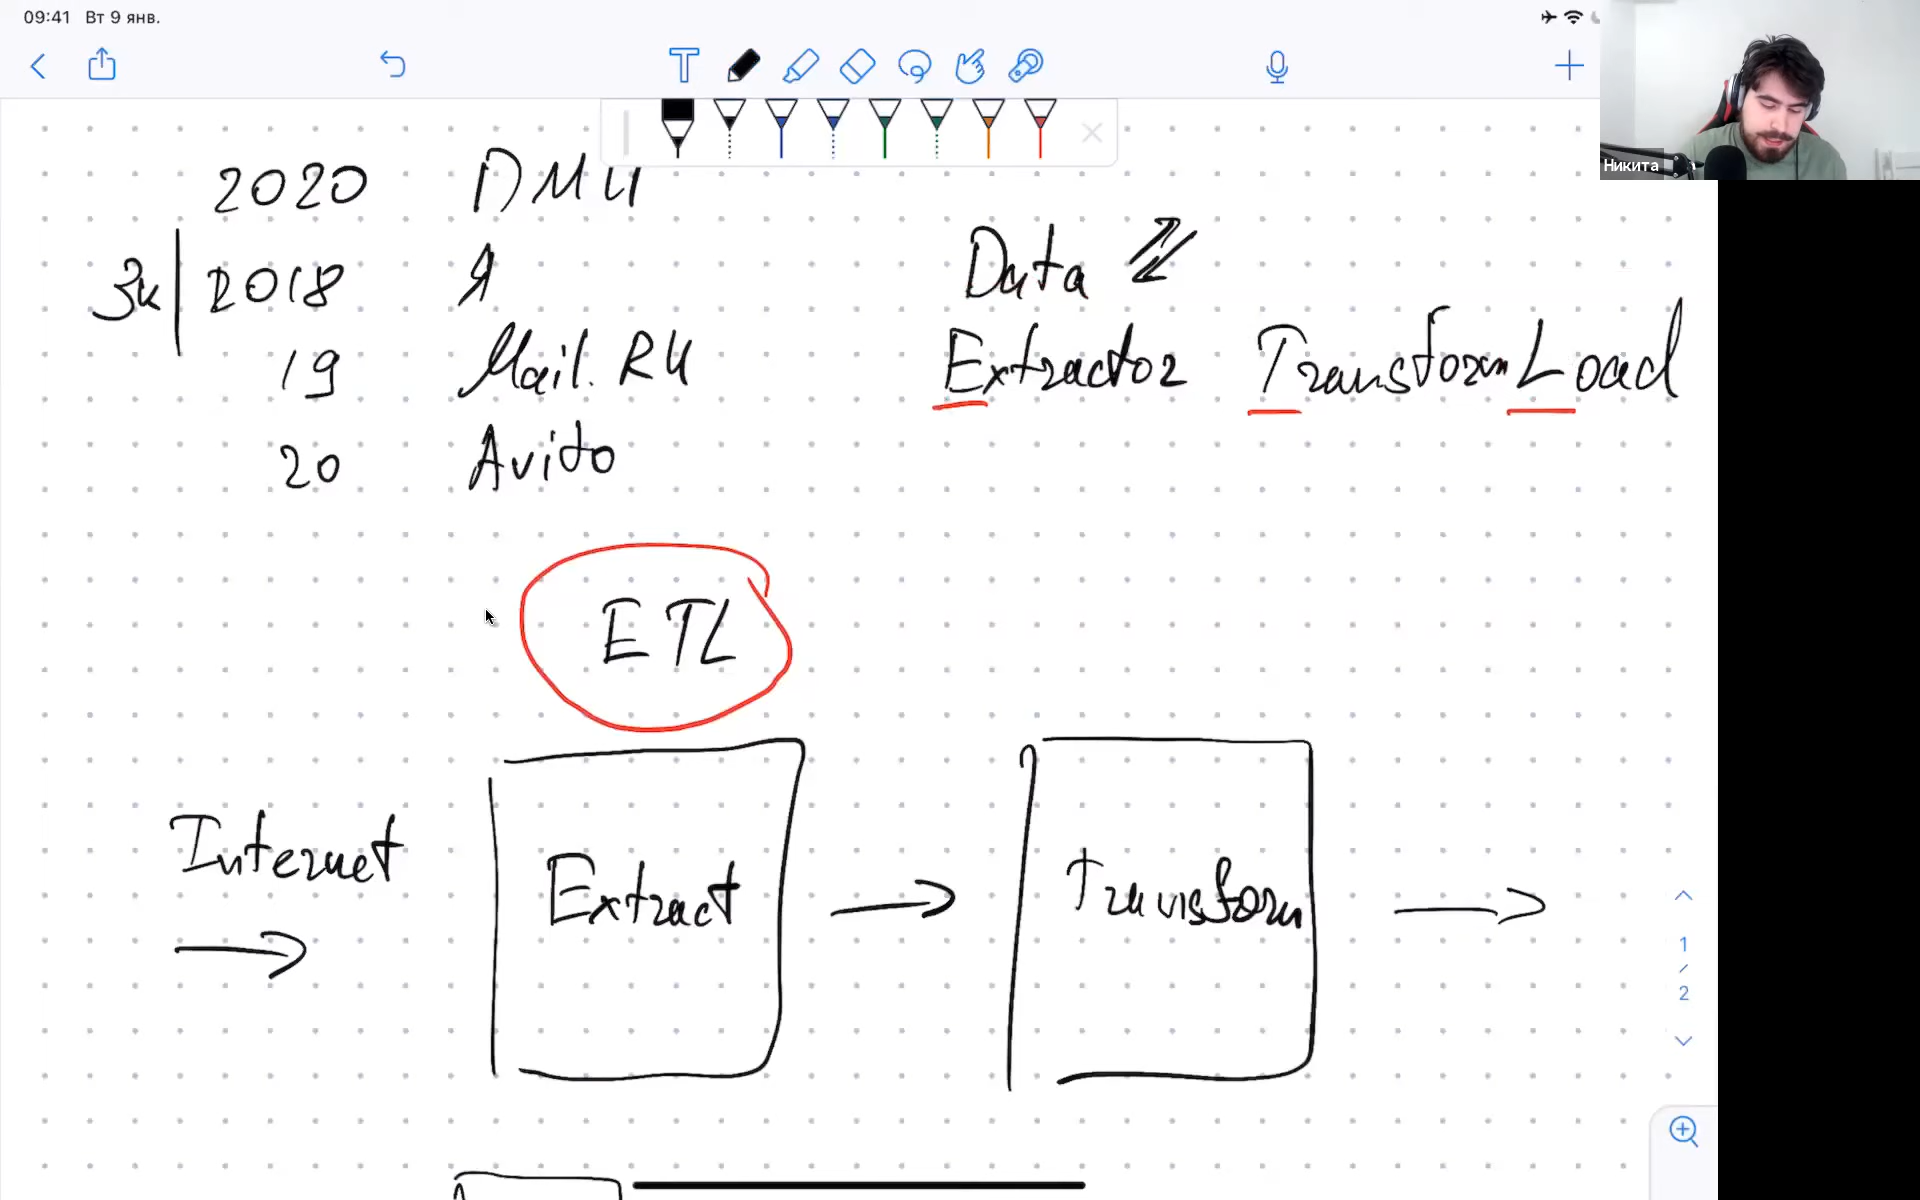 09:41 Вт 9 янв.
Никита
2020 ДМИ
3к 2018 Я
19 Mail.RU
20 Avito
Data
Extractor Transform Load
ETL
Internet
Extract
Transform
1
/
2